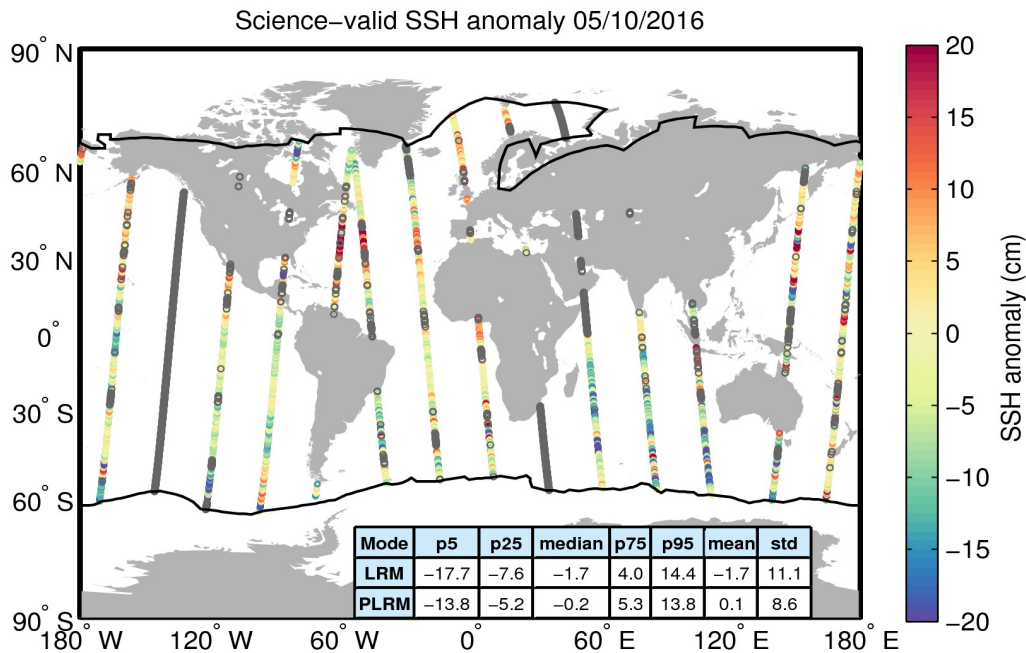 Science−valid SSH anomaly 05/10/2016
90° N
60° N
30° N
0°
30° S
60° S
90° S
180° W
120° W
60° W
0°
60° E
120° E
180° E
Mode p5 p25 median p75 p95 mean std
LRM −17.7 −7.6 −1.7 4.0 14.4 −1.7 11.1
PLRM −13.8 −5.2 −0.2 5.3 13.8 0.1 8.6
20
15
10
5
0
−5
−10
−15
−20
SSH anomaly (cm)